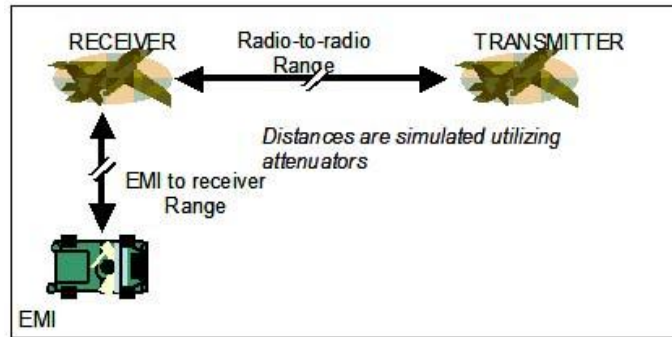 RECEIVER
Radio-to-radio
Range
TRANSMITTER
Distances are simulated utilizing
attenuators
EMI to receiver
Range
EMI